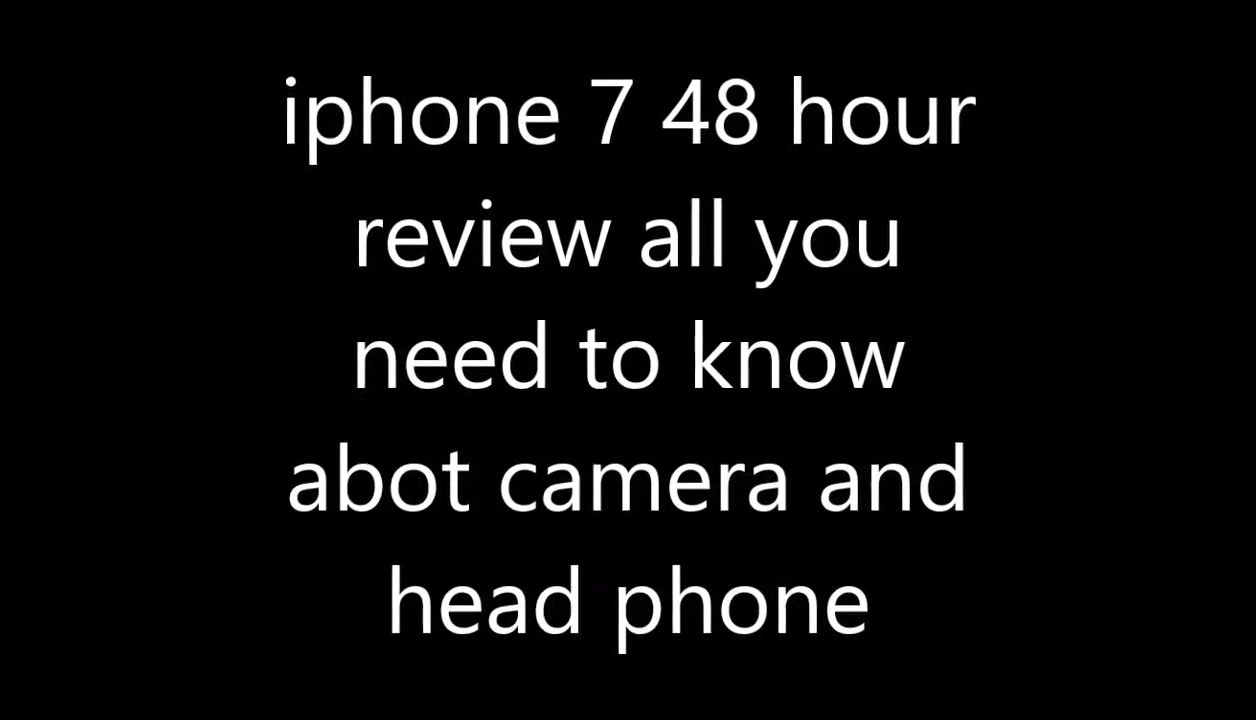 iphone 7 48 hour
review all you
need to know
abot camera and
head phone